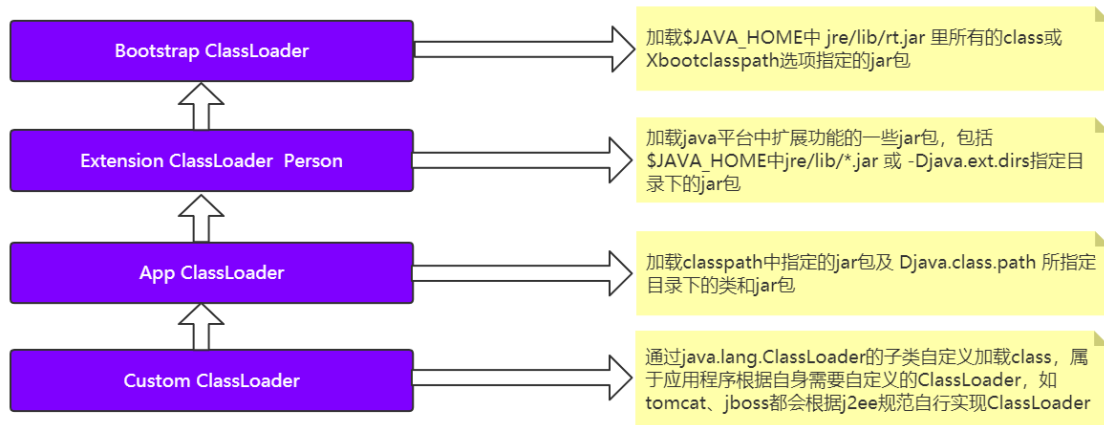 Bootstrap ClassLoader
加载$JAVA_HOME中 jre/lib/rt.jar 里所有的class或
Xbootclasspath选项指定的jar包
Extension ClassLoader  Person
加载java平台中扩展功能的一些jar包，包括
$JAVA_HOME中jre/lib/*.jar 或 -Djava.ext.dirs指定目
录下的jar包
App ClassLoader
加载classpath中指定的jar包及 Djava.class.path 所指定
目录下的类和jar包
Custom ClassLoader
通过java.lang.ClassLoader的子类自定义加载class，属
于应用程序根据自身需要自定义的ClassLoader，如
tomcat、jboss都会根据j2ee规范自行实现ClassLoader